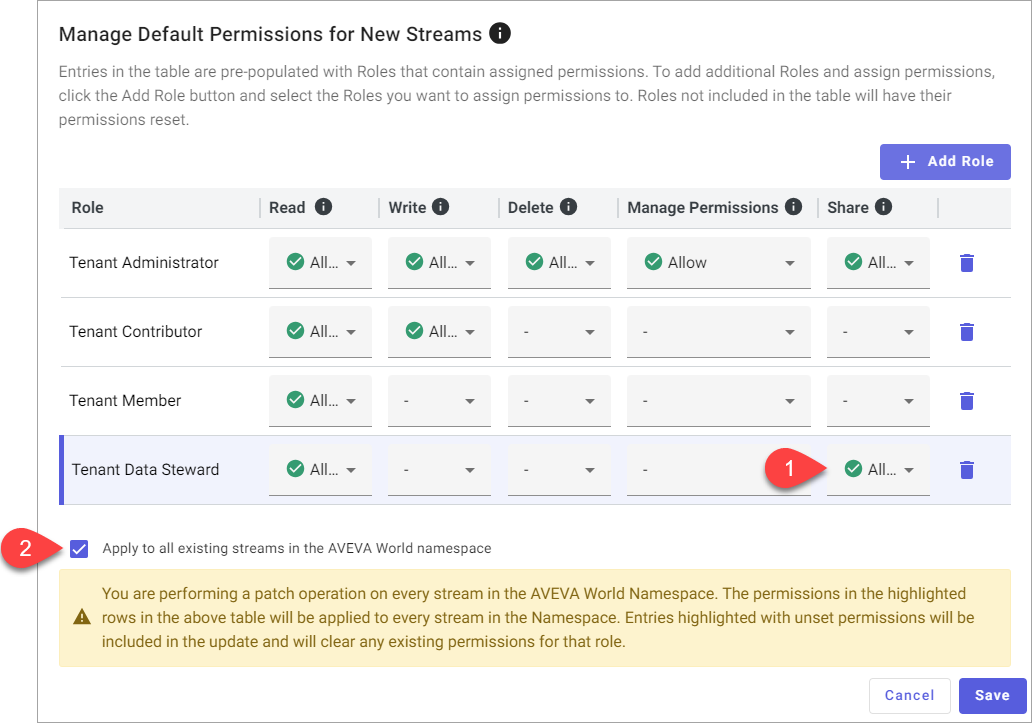 Manage Default Permissions for New Streams
Entries in the table are pre-populated with Roles that contain assigned permissions. To add additional Roles and assign permissions,
click the Add Role button and select the Roles you want to assign permissions to. Roles not included in the table will have their
permissions reset.
+ Add Role
Role Read Write Delete Manage Permissions Share
Tenant Administrator All... All... All... Allow All...
Tenant Contributor All... All... - - -
Tenant Member All... - - - -
Tenant Data Steward All... - - - 1 All...
2 Apply to all existing streams in the AVEVA World namespace
You are performing a patch operation on every stream in the AVEVA World Namespace. The permissions in the highlighted
rows in the above table will be applied to every stream in the Namespace. Entries highlighted with unset permissions will be
included in the update and will clear any existing permissions for that role.
Cancel Save